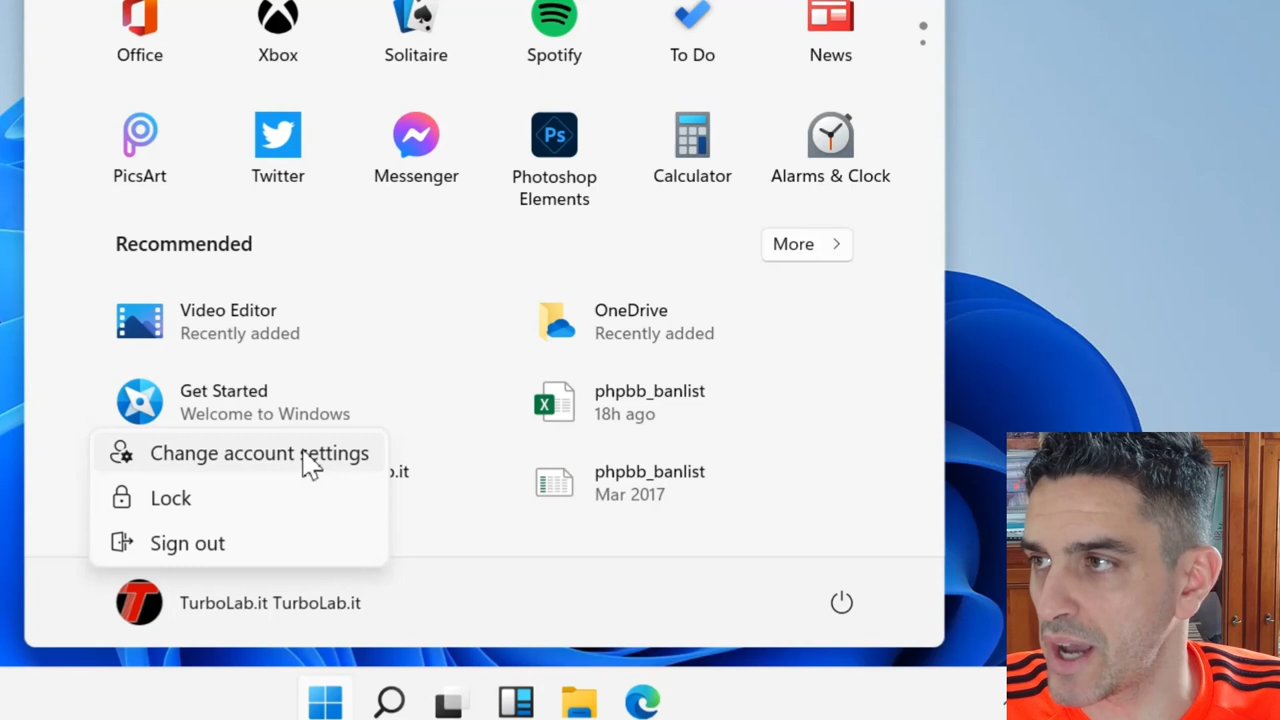 Office
Xbox
Solitaire
Spotify
To Do
News
PicsArt
Twitter
Messenger
Ps
Photoshop
Elements
Calculator
Alarms & Clock
Recommended
More
Video Editor
Recently added
OneDrive
Recently added
Get Started
Welcome to Windows
X
phpbb_banlist
18h ago
Change account settings
.it
phpbb_banlist
Mar 2017
Lock
Sign out
TurboLab.it TurboLab.it